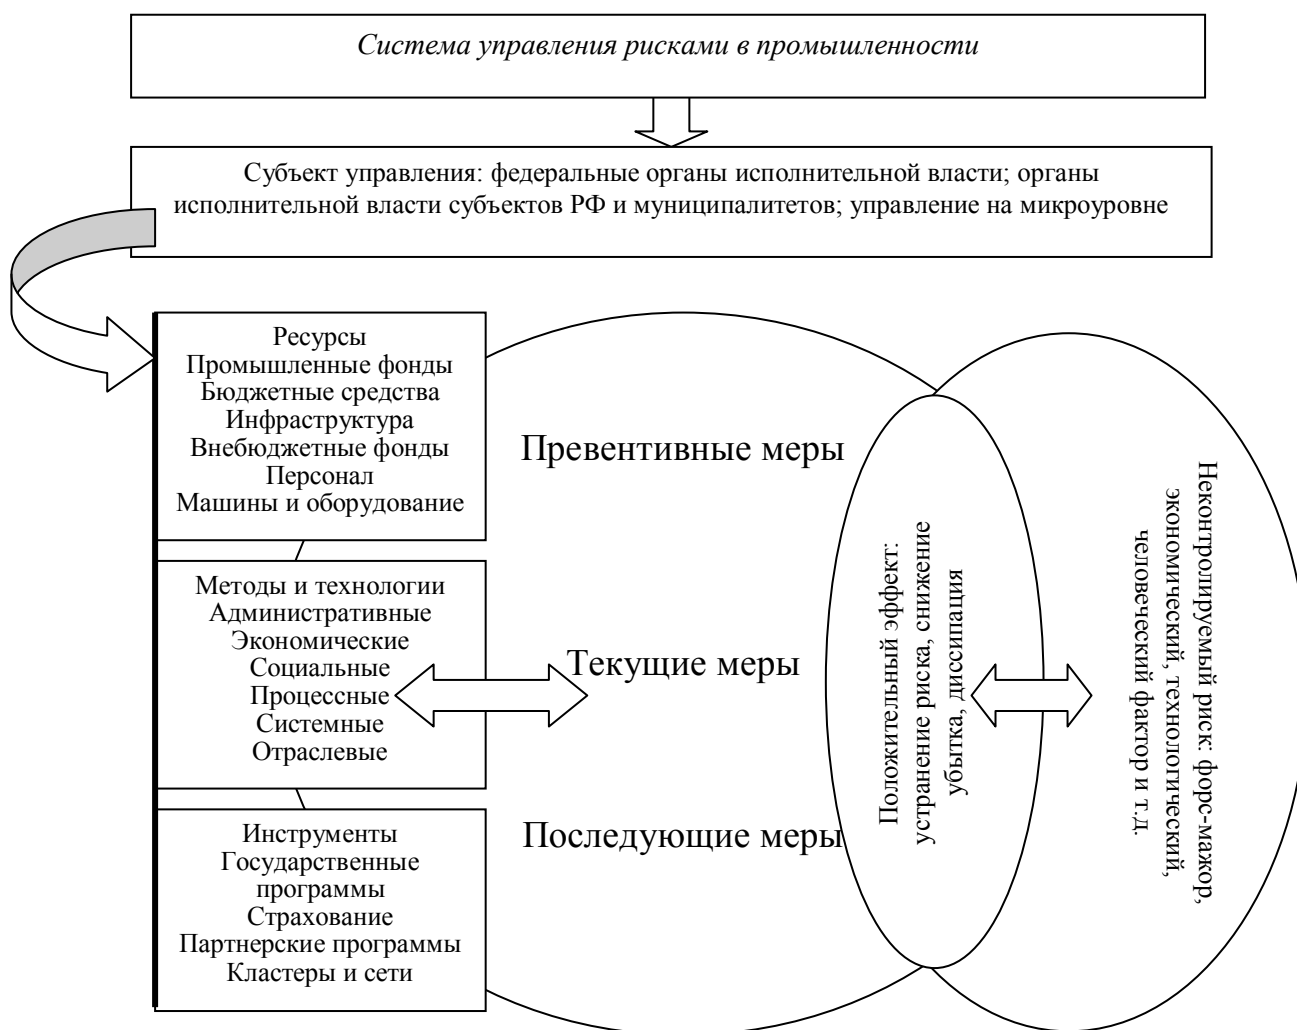 Система управления рисками в промышленности
Субъект управления: федеральные органы исполнительной власти; органы
исполнительной власти субъектов РФ и муниципалитетов; управление на микроуровне
Ресурсы
Промышленные фонды
Бюджетные средства
Инфраструктура
Внебюджетные фонды
Персонал
Машины и оборудование
Методы и технологии
Административные
Экономические
Социальные
Процессные
Системные
Отраслевые
Инструменты
Государственные
программы
Страхование
Партнерские программы
Кластеры и сети
Превентивные меры
Текущие меры
Последующие меры
Положительный эффект:
устранение риска, снижение
убытка, диссипация
Неконтролируемый риск: форс-мажор,
экономический, технологический,
человеческий фактор и т.д.